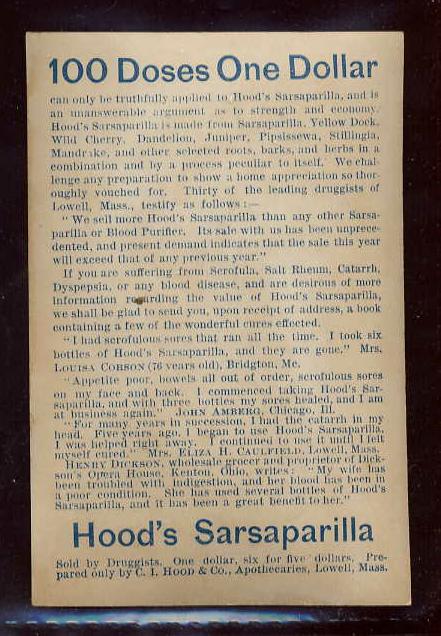 100 Doses One Dollar
can only be truthfully applied to Hood's Sarsaparilla, and is
an unanswerable argument as to strength and economy.
Hood's Sarsaparilla is made from Sarsaparilla, Yellow Dock,
Wild Cherry, Dandelion, Juniper, Pipsissewa, Stillingia,
Mandrake, and other selected roots, barks, and herbs in a
combination and by a process peculiar to itself. We chal-
lenge any preparation to show a home appreciation so thor-
oughly vouched for. Thirty of the leading druggists of
Lowell, Mass., testify as follows:—
"We sell more Hood's Sarsaparilla than any other Sarsa-
parilla or Blood Purifier. Its sale with us has been unprece-
dented, and present demand indicates that the sale this year
will exceed that of any previous year."
If you are suffering from Scrofula, Salt Rheum, Catarrh,
Dyspepsia, or any blood disease, and are desirous of more
information regarding the value of Hood's Sarsaparilla,
we shall be glad to send you, upon receipt of address, a book
containing a few of the wonderful cures effected.
"I had scrofulous sores that ran all the time. I took six
bottles of Hood's Sarsaparilla, and they are gone." Mrs.
LOUISA CORSON (76 years old), Bridgton, Me.
"Appetite poor, bowels all out of order, scrofulous sores
on my face and back. I commenced taking Hood's Sar-
saparilla, and with three bottles my sores healed, and I am
at business again." JOHN AMBERG, Chicago, Ill.
"For many years in succession, I had the catarrh in my
head. Five years ago, I began to use Hood's Sarsaparilla,
I was helped right away. I continued to use it until I felt
myself cured." Mrs. ELIZA H. CAULFIELD, Lowell, Mass.
HENRY DICKSON, wholesale grocer and proprietor of Dick-
son's Opera House, Kenton, Ohio, writes: "My wife has
been troubled with indigestion, and her blood has been in
a poor condition. She has used several bottles of Hood's
Sarsaparilla, and it has been a great benefit to her."
Hood's Sarsaparilla
Sold by Druggists. One dollar, six for five dollars. Pre-
pared only by C. I. HOOD & Co., Apothecaries, Lowell, Mass.